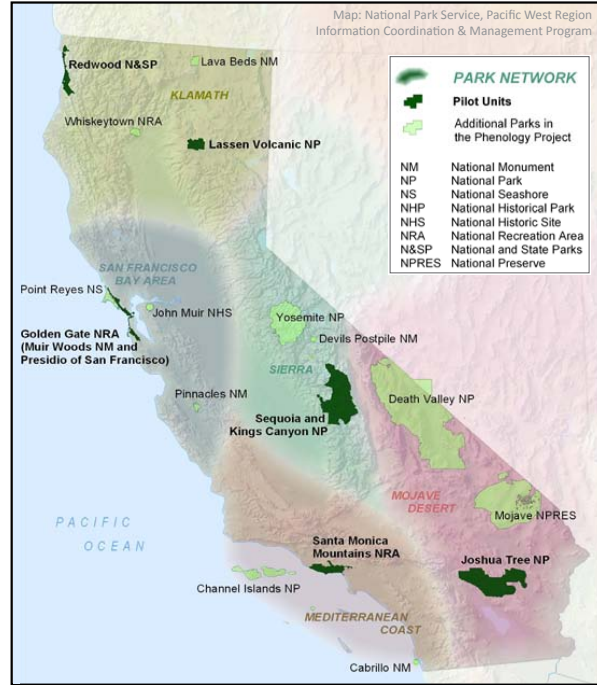 Map: National Park Service, Pacific West Region
Information Coordination & Management Program
Redwood N&SP
Lava Beds NM
KLAMATH
Whiskeytown NRA
Lassen Volcanic NP
PARK NETWORK
Pilot Units
Additional Parks in
the Phenology Project
NM National Monument
NP National Park
NS National Seashore
NHP National Historical Park
NHS National Historic Site
NRA National Recreation Area
N&SP National and State Parks
NPRES National Preserve
SAN FRANCISCO
BAY AREA
Point Reyes NS
John Muir NHS
Golden Gate NRA
(Muir Woods NM and
Presidio of San Francisco)
Yosemite NP
Devils Postpile NM
SIERRA
Pinnacles NM
Sequoia and
Kings Canyon NP
Death Valley NP
MOJAVE
DESERT
Mojave NPRES
PACIFIC
OCEAN
Santa Monica
Mountains NRA
Joshua Tree NP
Channel Islands NP
MEDITERRANEAN
COAST
Cabrillo NM